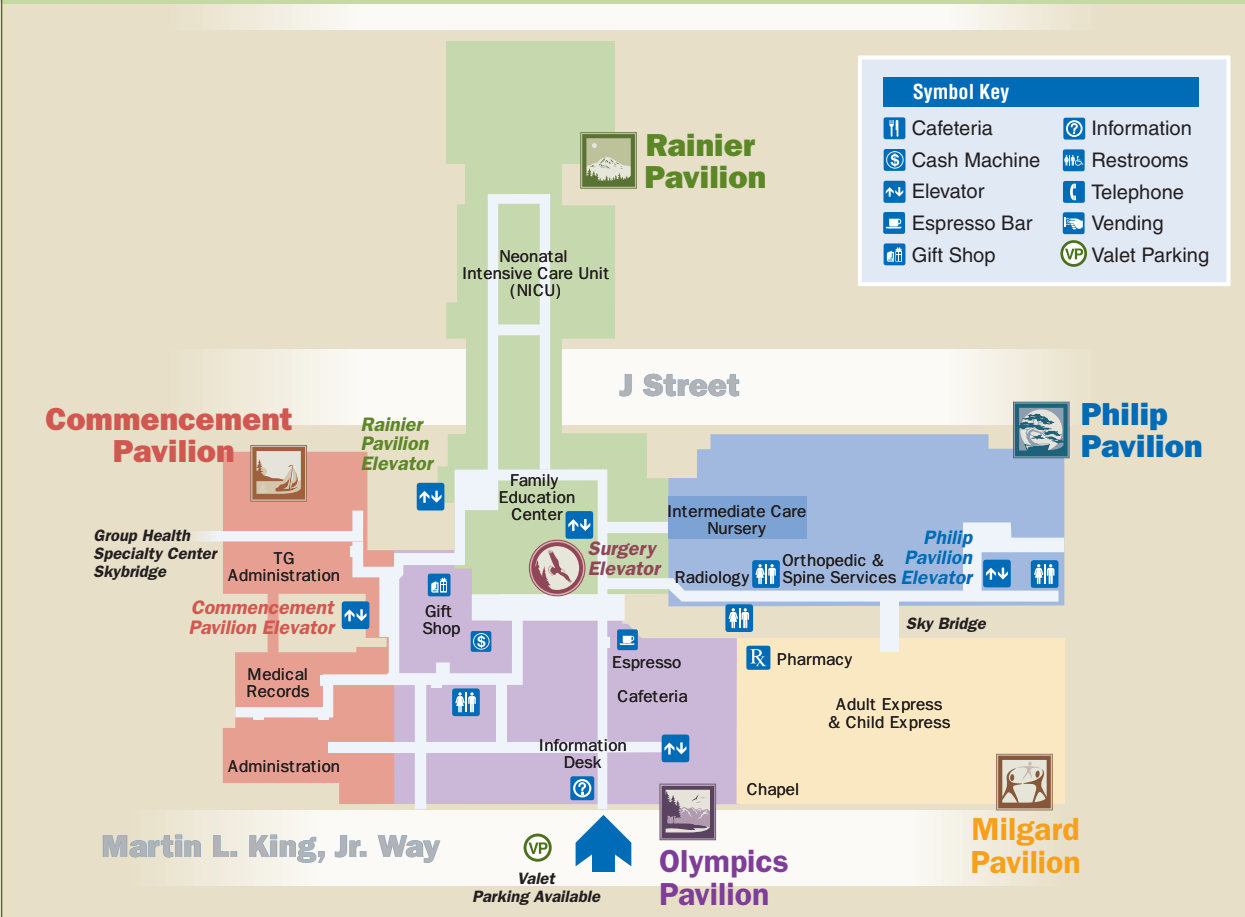 Symbol Key
Cafeteria
Information
Cash Machine
Restrooms
Elevator
Telephone
Espresso Bar
Vending
Gift Shop
VP
Valet Parking
Rainier
Pavilion
Neonatal
Intensive Care Unit
(NICU)
J Street
Commencement
Pavilion
Rainier
Pavilion
Elevator
Philip
Pavilion
Family
Education
Center
Intermediate Care
Nursery
Group Health
Specialty Center
Skybridge
TG
Administration
Surgery
Elevator
Radiology
Orthopedic &
Spine Services
Philip
Pavilion
Elevator
Commencement
Pavilion Elevator
Gift
Shop
$
Sky Bridge
Espresso
Rx
Pharmacy
Medical
Records
Cafeteria
Adult Express
& Child Express
Information
Desk
Administration
Chapel
Martin L. King, Jr. Way
VP
Valet
Parking Available
Olympics
Pavilion
Milgard
Pavilion